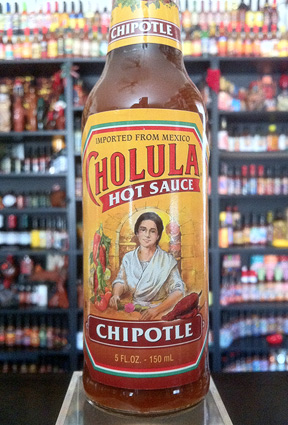 CHIPOTLE
IMPORTED FROM MEXICO
CHOLULA
HOT SAUCE
CHIPOTLE
5 FL.OZ. - 150 mL